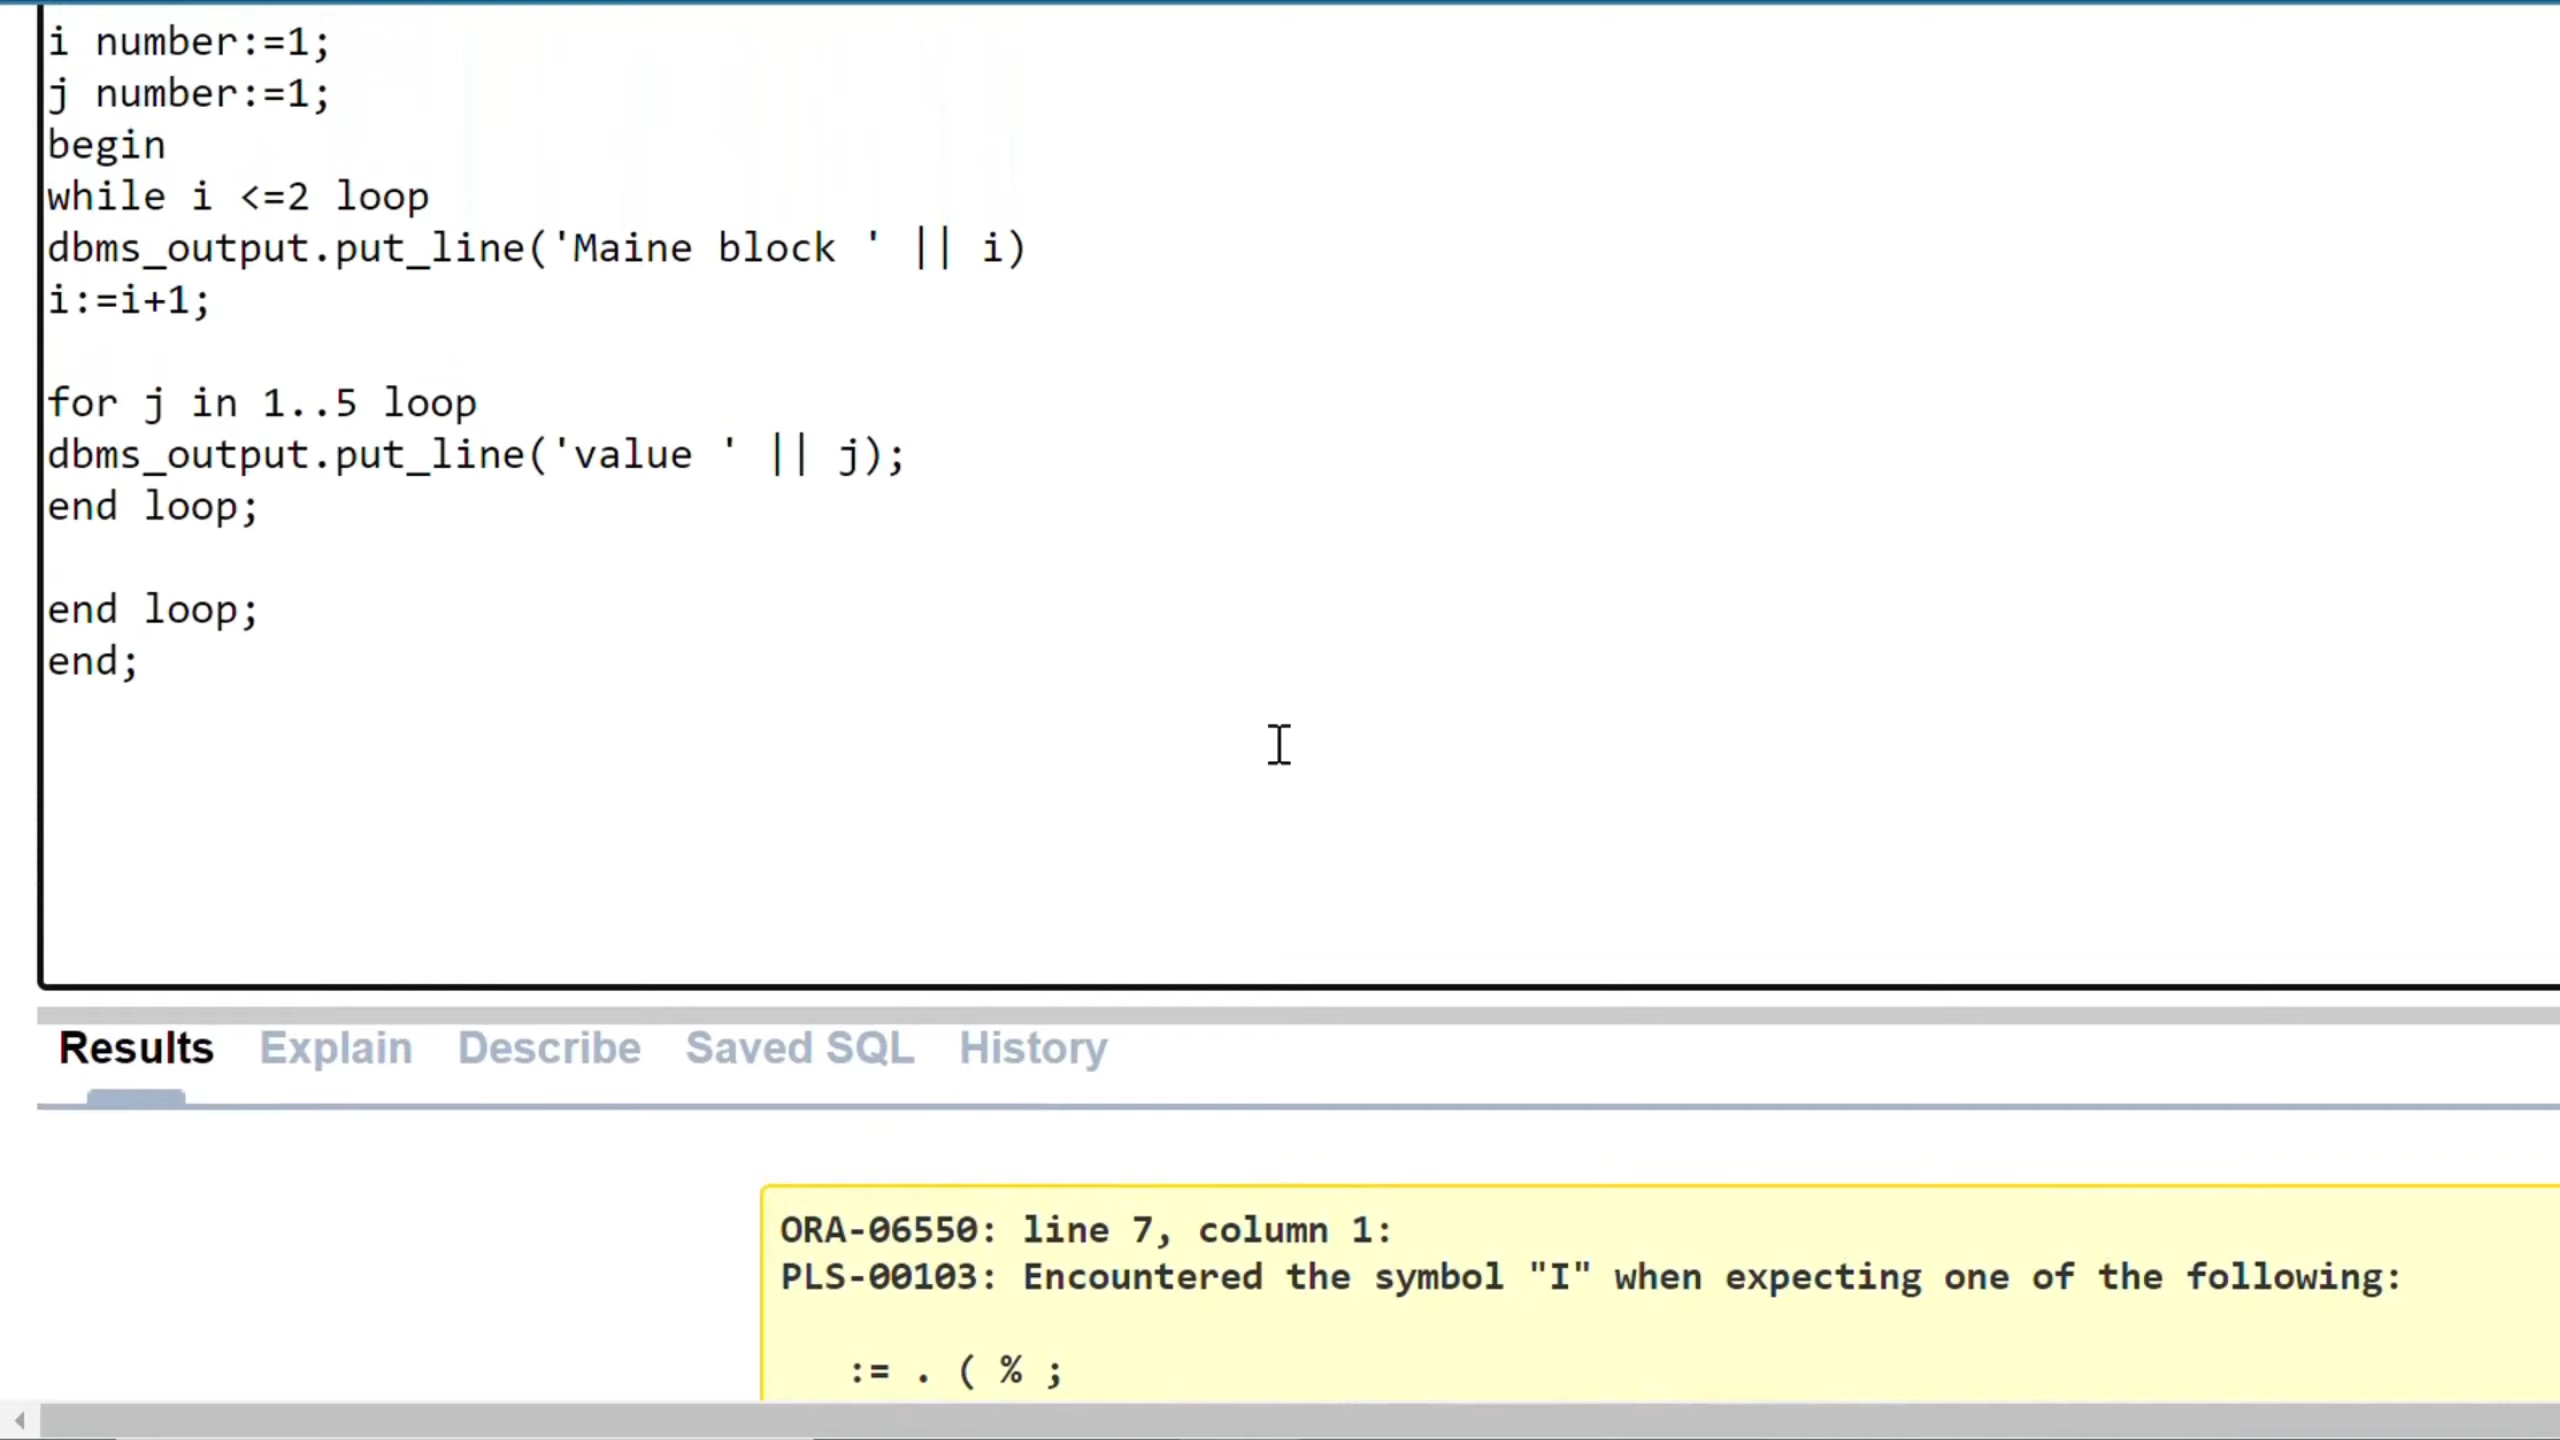 i number:=1;
j number:=1;
begin
while i <=2 loop
dbms_output.put_line('Maine block ' || i)
i:=i+1;
for j in 1..5 loop
dbms_output.put_line('value ' || j);
end loop;
end loop;
end;
Results Explain Describe Saved SQL History
ORA-06550: line 7, column 1:
PLS-00103: Encountered the symbol "I" when expecting one of the following:
:= . ( % ;